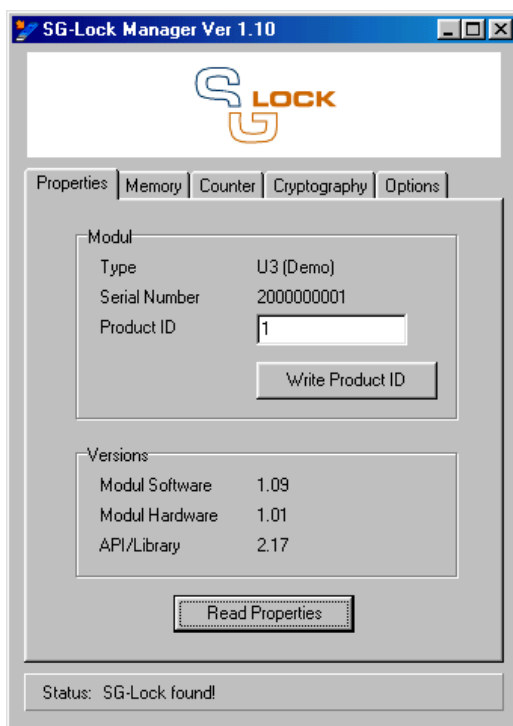 SG-Lock Manager Ver 1.10
SG LOCK
Properties Memory Counter Cryptography Options
Modul
Type U3 (Demo)
Serial Number 2000000001
Product ID 1
Write Product ID
Versions
Modul Software 1.09
Modul Hardware 1.01
API/Library 2.17
Read Properties
Status: SG-Lock found!